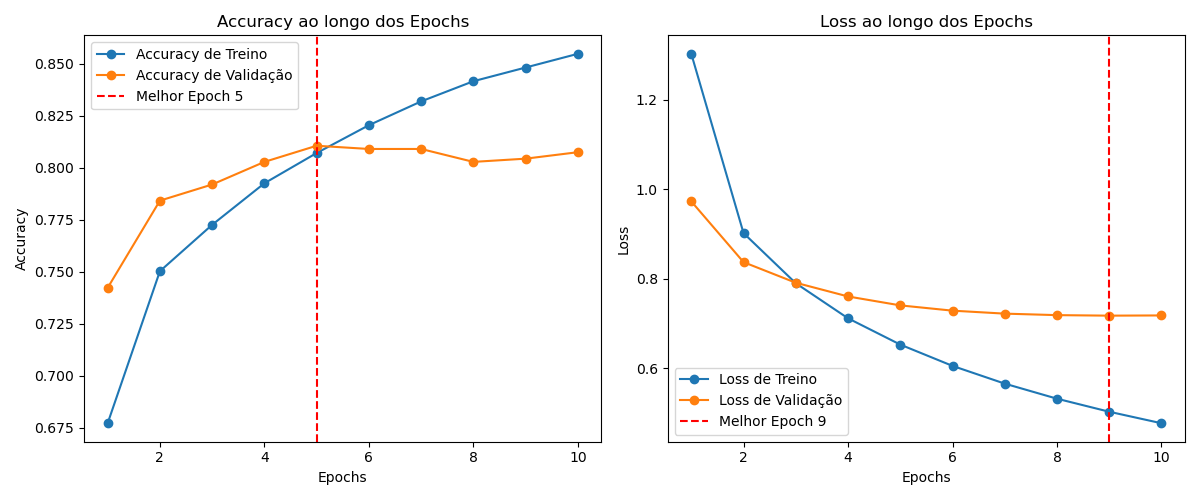 Accuracy ao longo dos Epochs
Accuracy de Treino
Accuracy de Validação
Melhor Epoch 5
0.850
0.825
0.800
0.775
0.750
0.725
0.700
0.675
Accuracy
2 4 6 8 10
Epochs
Loss ao longo dos Epochs
1.2
1.0
0.8
0.6
Loss
Loss de Treino
Loss de Validação
Melhor Epoch 9
2 4 6 8 10
Epochs